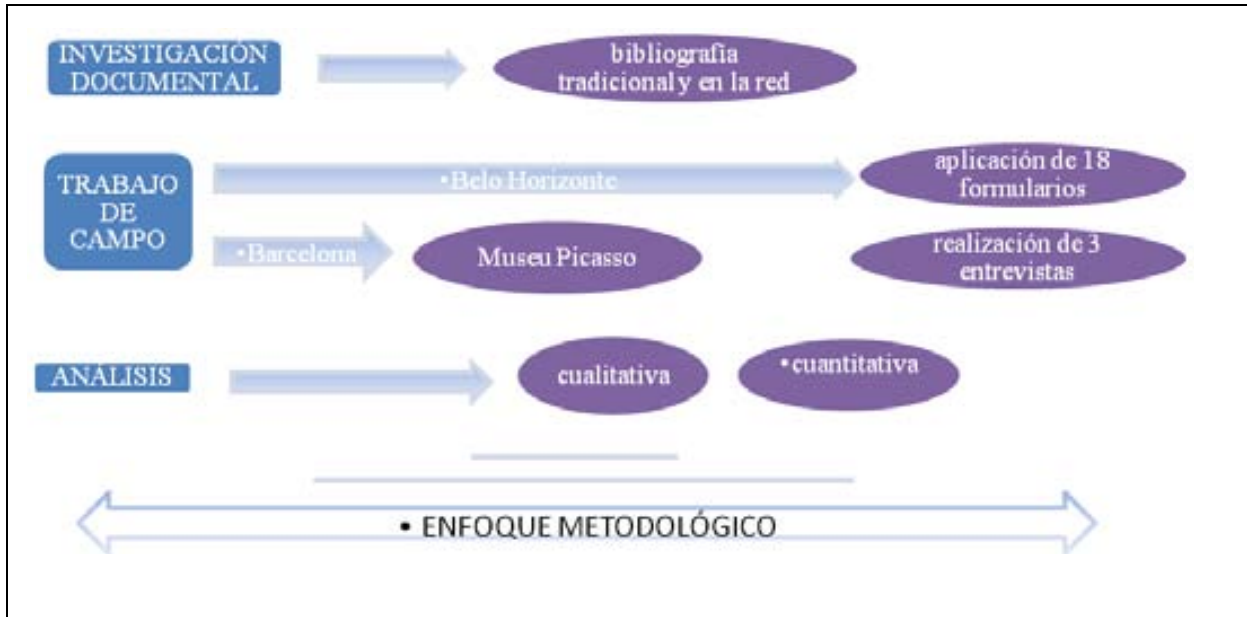 INVESTIGACIÓN
DOCUMENTAL
bibliografía
tradicional y en la red
TRABAJO
DE
CAMPO
•Belo Horizonte
aplicación de 18
formularios
•Barcelona
Museu Picasso
realización de 3
entrevistas
ANÁLISIS
cualitativa
•cuantitativa
• ENFOQUE METODOLÓGICO